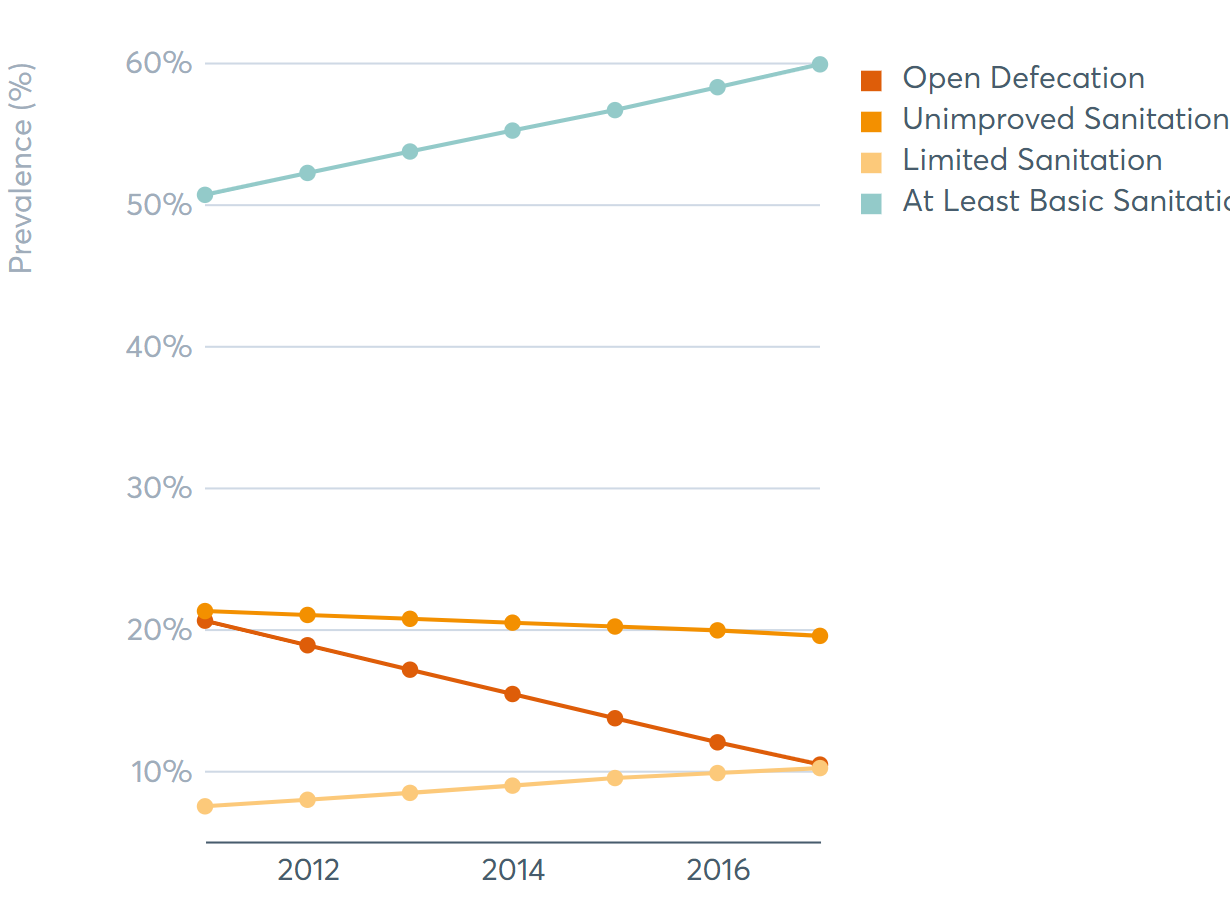 Prevalence (%)
60%
50%
40%
30%
20%
10%
2012
2014
2016
Open Defecation
Unimproved Sanitation
Limited Sanitation
At Least Basic Sanitatio